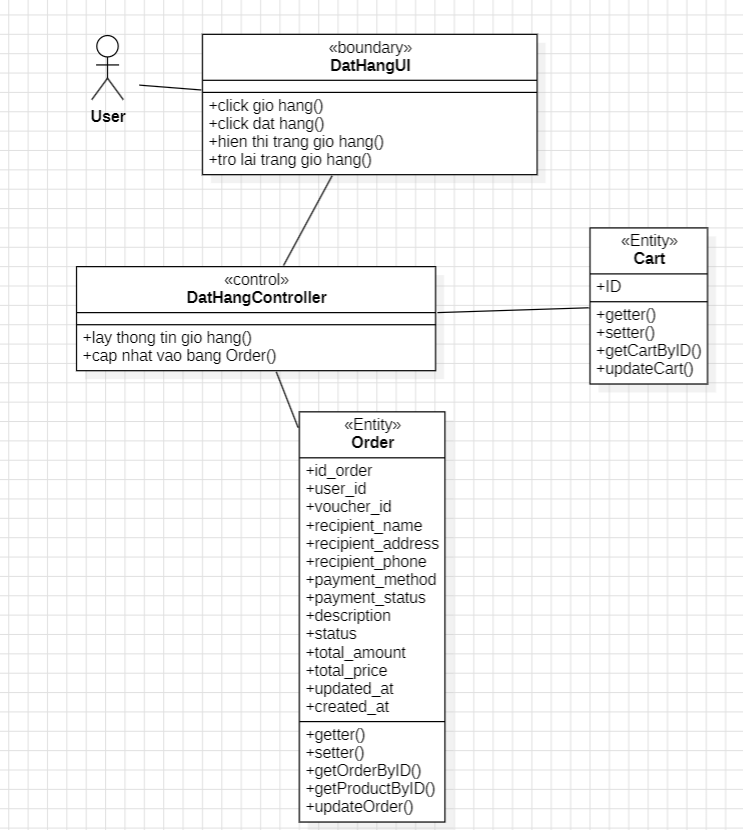 User
«boundary»
DatHangUI
+click gio hang()
+click dat hang()
+hien thi trang gio hang()
+tro lai trang gio hang()
«control»
DatHangController
+lay thong tin gio hang()
+cap nhat vao bang Order()
«Entity»
Cart
+ID
+getter()
+setter()
+getCartByID()
+updateCart()
«Entity»
Order
+id_order
+user_id
+voucher_id
+recipient_name
+recipient_address
+recipient_phone
+payment_method
+payment_status
+description
+status
+total_amount
+total_price
+updated_at
+created_at
+getter()
+setter()
+getOrderByID()
+getProductByID()
+updateOrder()